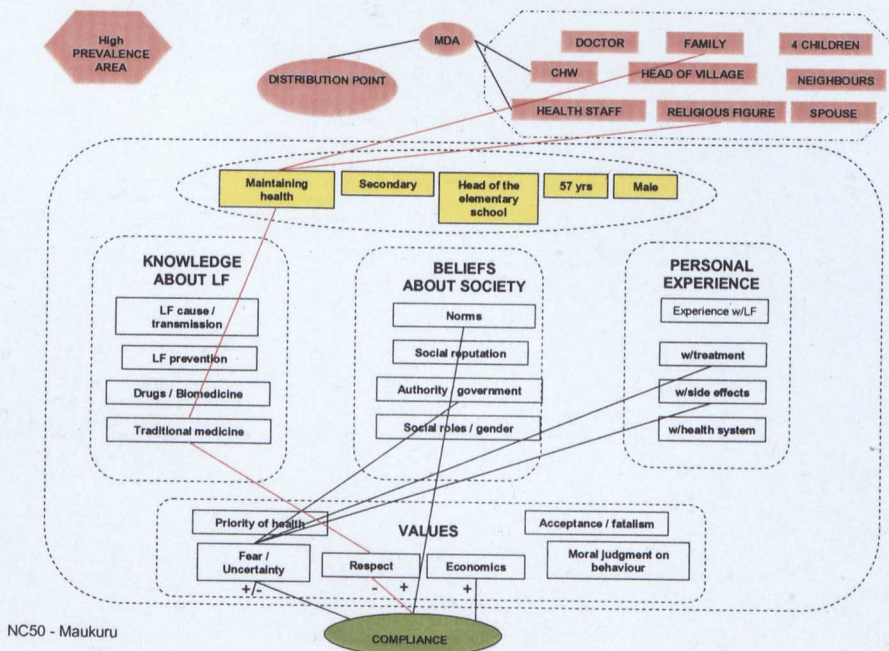 High
PREVALENCE
AREA
MDA
DISTRIBUTION POINT
DOCTOR
FAMILY
4 CHILDREN
CHW
HEAD OF VILLAGE
NEIGHBOURS
HEALTH STAFF
RELIGIOUS FIGURE
SPOUSE
Maintaining
health
Secondary
Head of the
elementary
school
57 yrs
Male
KNOWLEDGE
ABOUT LF
LF cause /
transmission
LF prevention
Drugs / Biomedicine
Traditional medicine
BELIEFS
ABOUT SOCIETY
Norms
Social reputation
Authority / government
Social roles / gender
PERSONAL
EXPERIENCE
Experience w/LF
w/treatment
w/side effects
w/health system
Priority of health
VALUES
Acceptance / fatalism
Fear /
Uncertainty
Respect
Economics
Moral judgment on
behaviour
+/-
- +
+
COMPLIANCE
NC50 - Maukuru